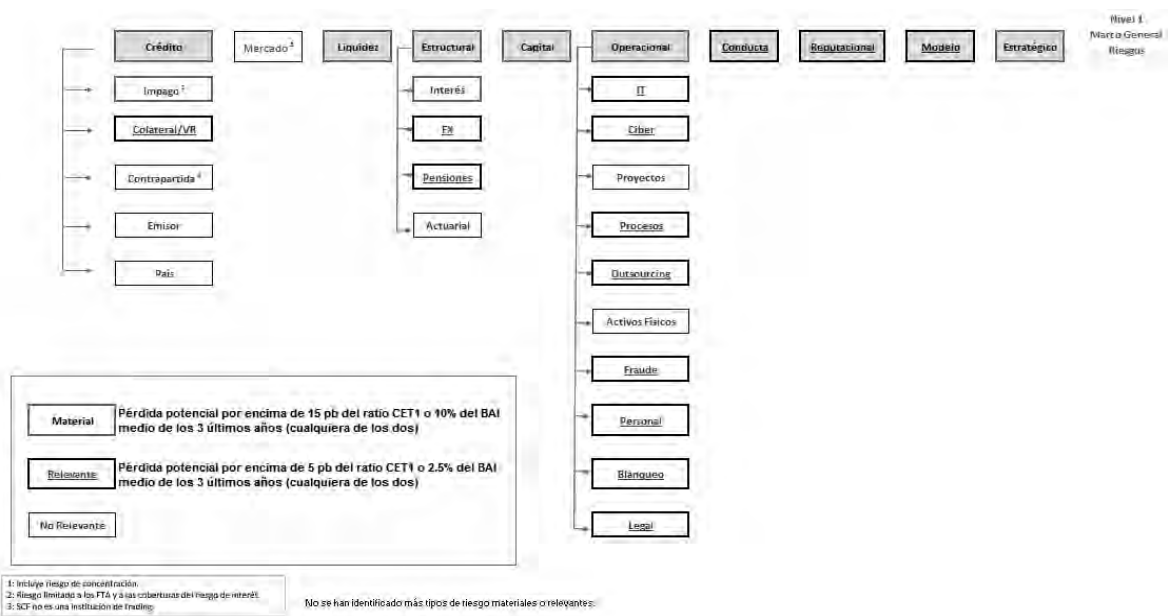 Nivel 1
Marco General
Riesgos
Crédito
Mercado 3
Liquidez
Estructural
Capital
Operacional
Conducta
Reputacional
Modelo
Estratégico
Impago 1
Colateral/VR
Contrapartida 2
Emisor
País
Interés
FX
Pensiones
Actuarial
IT
Ciber
Proyectos
Procesos
Outsourcing
Activos Físicos
Fraude
Personal
Blanqueo
Legal
Material
Pérdida potencial por encima de 15 pb del ratio CET1 o 10% del BAI
medio de los 3 últimos años (cualquiera de los dos)
Relevante
Pérdida potencial por encima de 5 pb del ratio CET1 o 2.5% del BAI
medio de los 3 últimos años (cualquiera de los dos)
No Relevante
1: Incluye riesgo de concentración.
2: Riesgo limitado a los FTA y a las coberturas del riesgo de interés.
3: SCF no es una institución de trading
No se han identificado más tipos de riesgo materiales o relevantes.